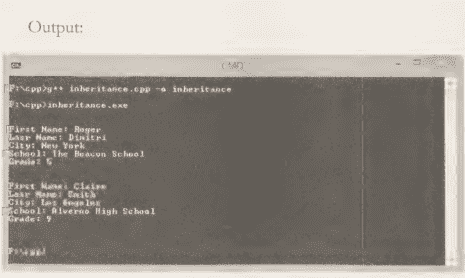 Output:
CMD
F:\cpp>g++ inheritance.cpp -o inheritance
F:\cpp>inheritance.exe
First Name: Roger
Last Name: Dimitri
City: New York
School: The Beacon School
Grade: 5
First Name: Claire
Last Name: Smith
City: Los Angeles
School: Alverno High School
Grade: 9
F:\cpp>